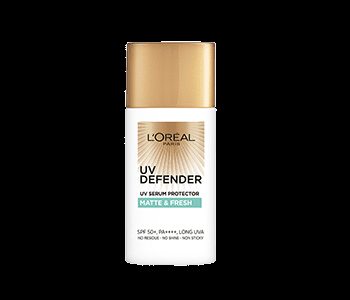 L'ORÉAL
PARIS
UV
DEFENDER
UV SERUM PROTECTOR
MATTE & FRESH
SPF 50+, PA++++, LONG UVA
NO RESIDUE - NO SHINE - NON STICKY